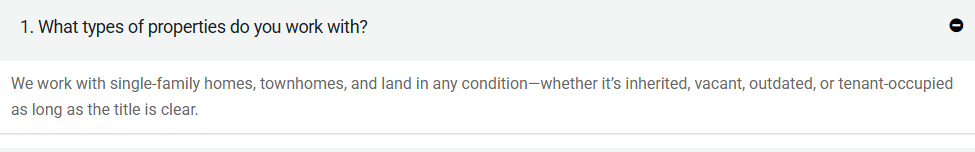 1. What types of properties do you work with?
We work with single-family homes, townhomes, and land in any condition—whether it’s inherited, vacant, outdated, or tenant-occupied
as long as the title is clear.